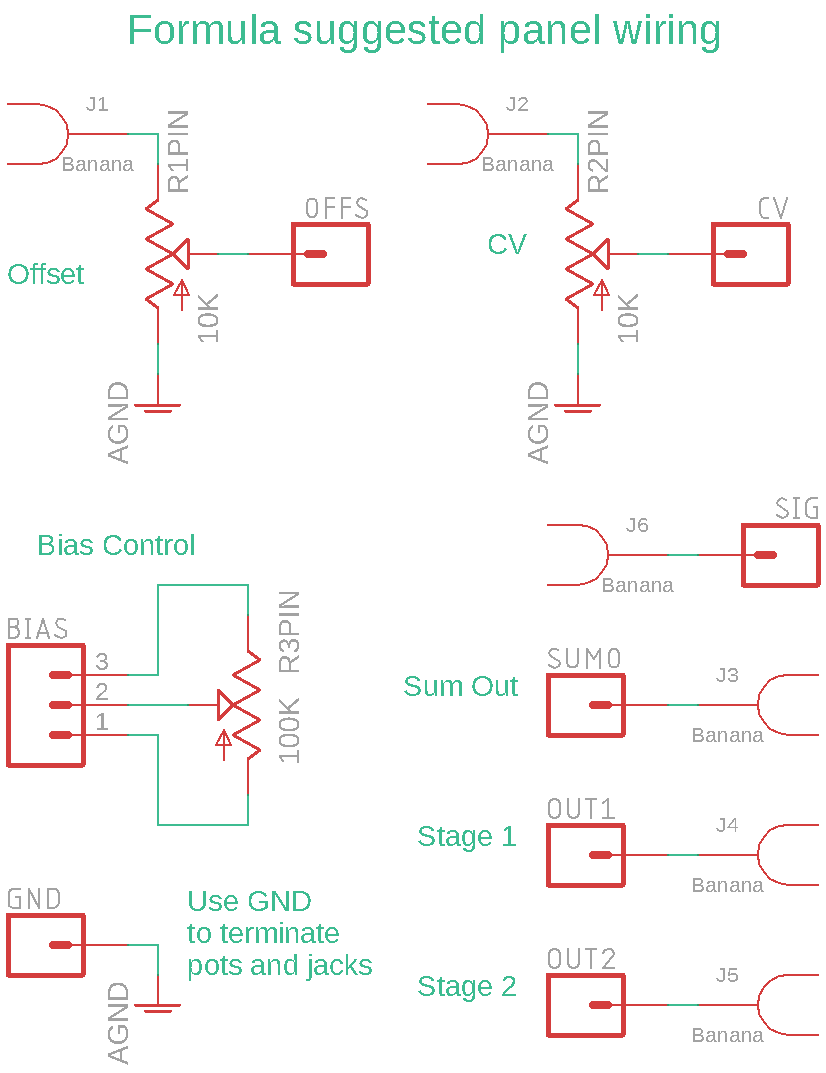 Formula suggested panel wiring
J1
Banana
R1PIN
OFFS
Offset
10K
AGND
J2
Banana
R2PIN
CV
CV
10K
AGND
Bias Control
BIAS
3
2
1
R3PIN
100K
J6
Banana
SIG
Sum Out
SUMO
J3
Banana
Stage 1
OUT1
J4
Banana
GND
AGND
Use GND
to terminate
pots and jacks
Stage 2
OUT2
J5
Banana